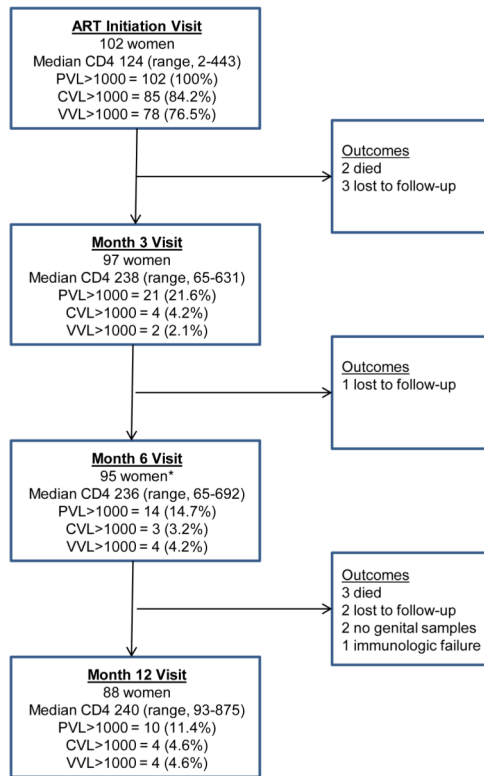 ART Initiation Visit
102 women
Median CD4 124 (range, 2-443)
PVL>1000 = 102 (100%)
CVL>1000 = 85 (84.2%)
VVL>1000 = 78 (76.5%)
Outcomes
2 died
3 lost to follow-up
Month 3 Visit
97 women
Median CD4 238 (range, 65-631)
PVL>1000 = 21 (21.6%)
CVL>1000 = 4 (4.2%)
VVL>1000 = 2 (2.1%)
Outcomes
1 lost to follow-up
Month 6 Visit
95 women*
Median CD4 236 (range, 65-692)
PVL>1000 = 14 (14.7%)
CVL>1000 = 3 (3.2%)
VVL>1000 = 4 (4.2%)
Outcomes
3 died
2 lost to follow-up
2 no genital samples
1 immunologic failure
Month 12 Visit
88 women
Median CD4 240 (range, 93-875)
PVL>1000 = 10 (11.4%)
CVL>1000 = 4 (4.6%)
VVL>1000 = 4 (4.6%)